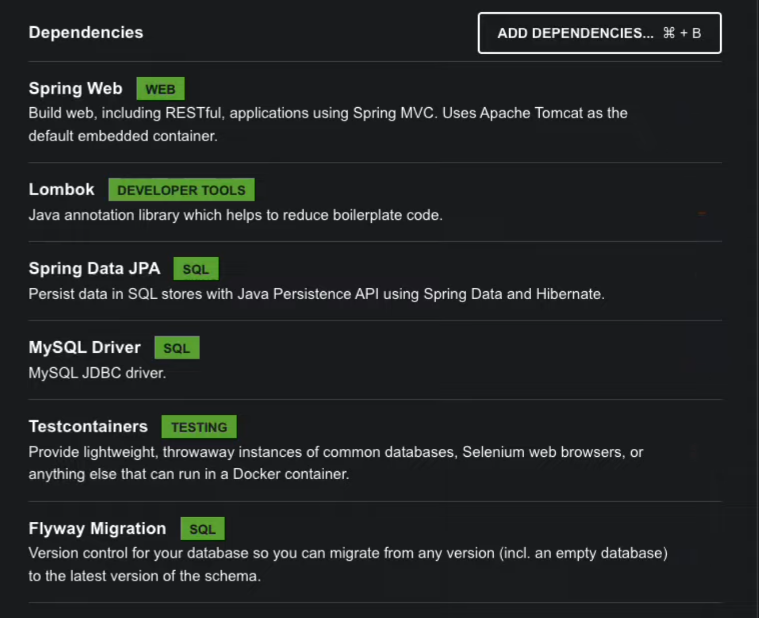 Dependencies
ADD DEPENDENCIES... ⌘ + B
Spring Web WEB
Build web, including RESTful, applications using Spring MVC. Uses Apache Tomcat as the
default embedded container.
Lombok DEVELOPER TOOLS
Java annotation library which helps to reduce boilerplate code.
Spring Data JPA SQL
Persist data in SQL stores with Java Persistence API using Spring Data and Hibernate.
MySQL Driver SQL
MySQL JDBC driver.
Testcontainers TESTING
Provide lightweight, throwaway instances of common databases, Selenium web browsers, or
anything else that can run in a Docker container.
Flyway Migration SQL
Version control for your database so you can migrate from any version (incl. an empty database)
to the latest version of the schema.